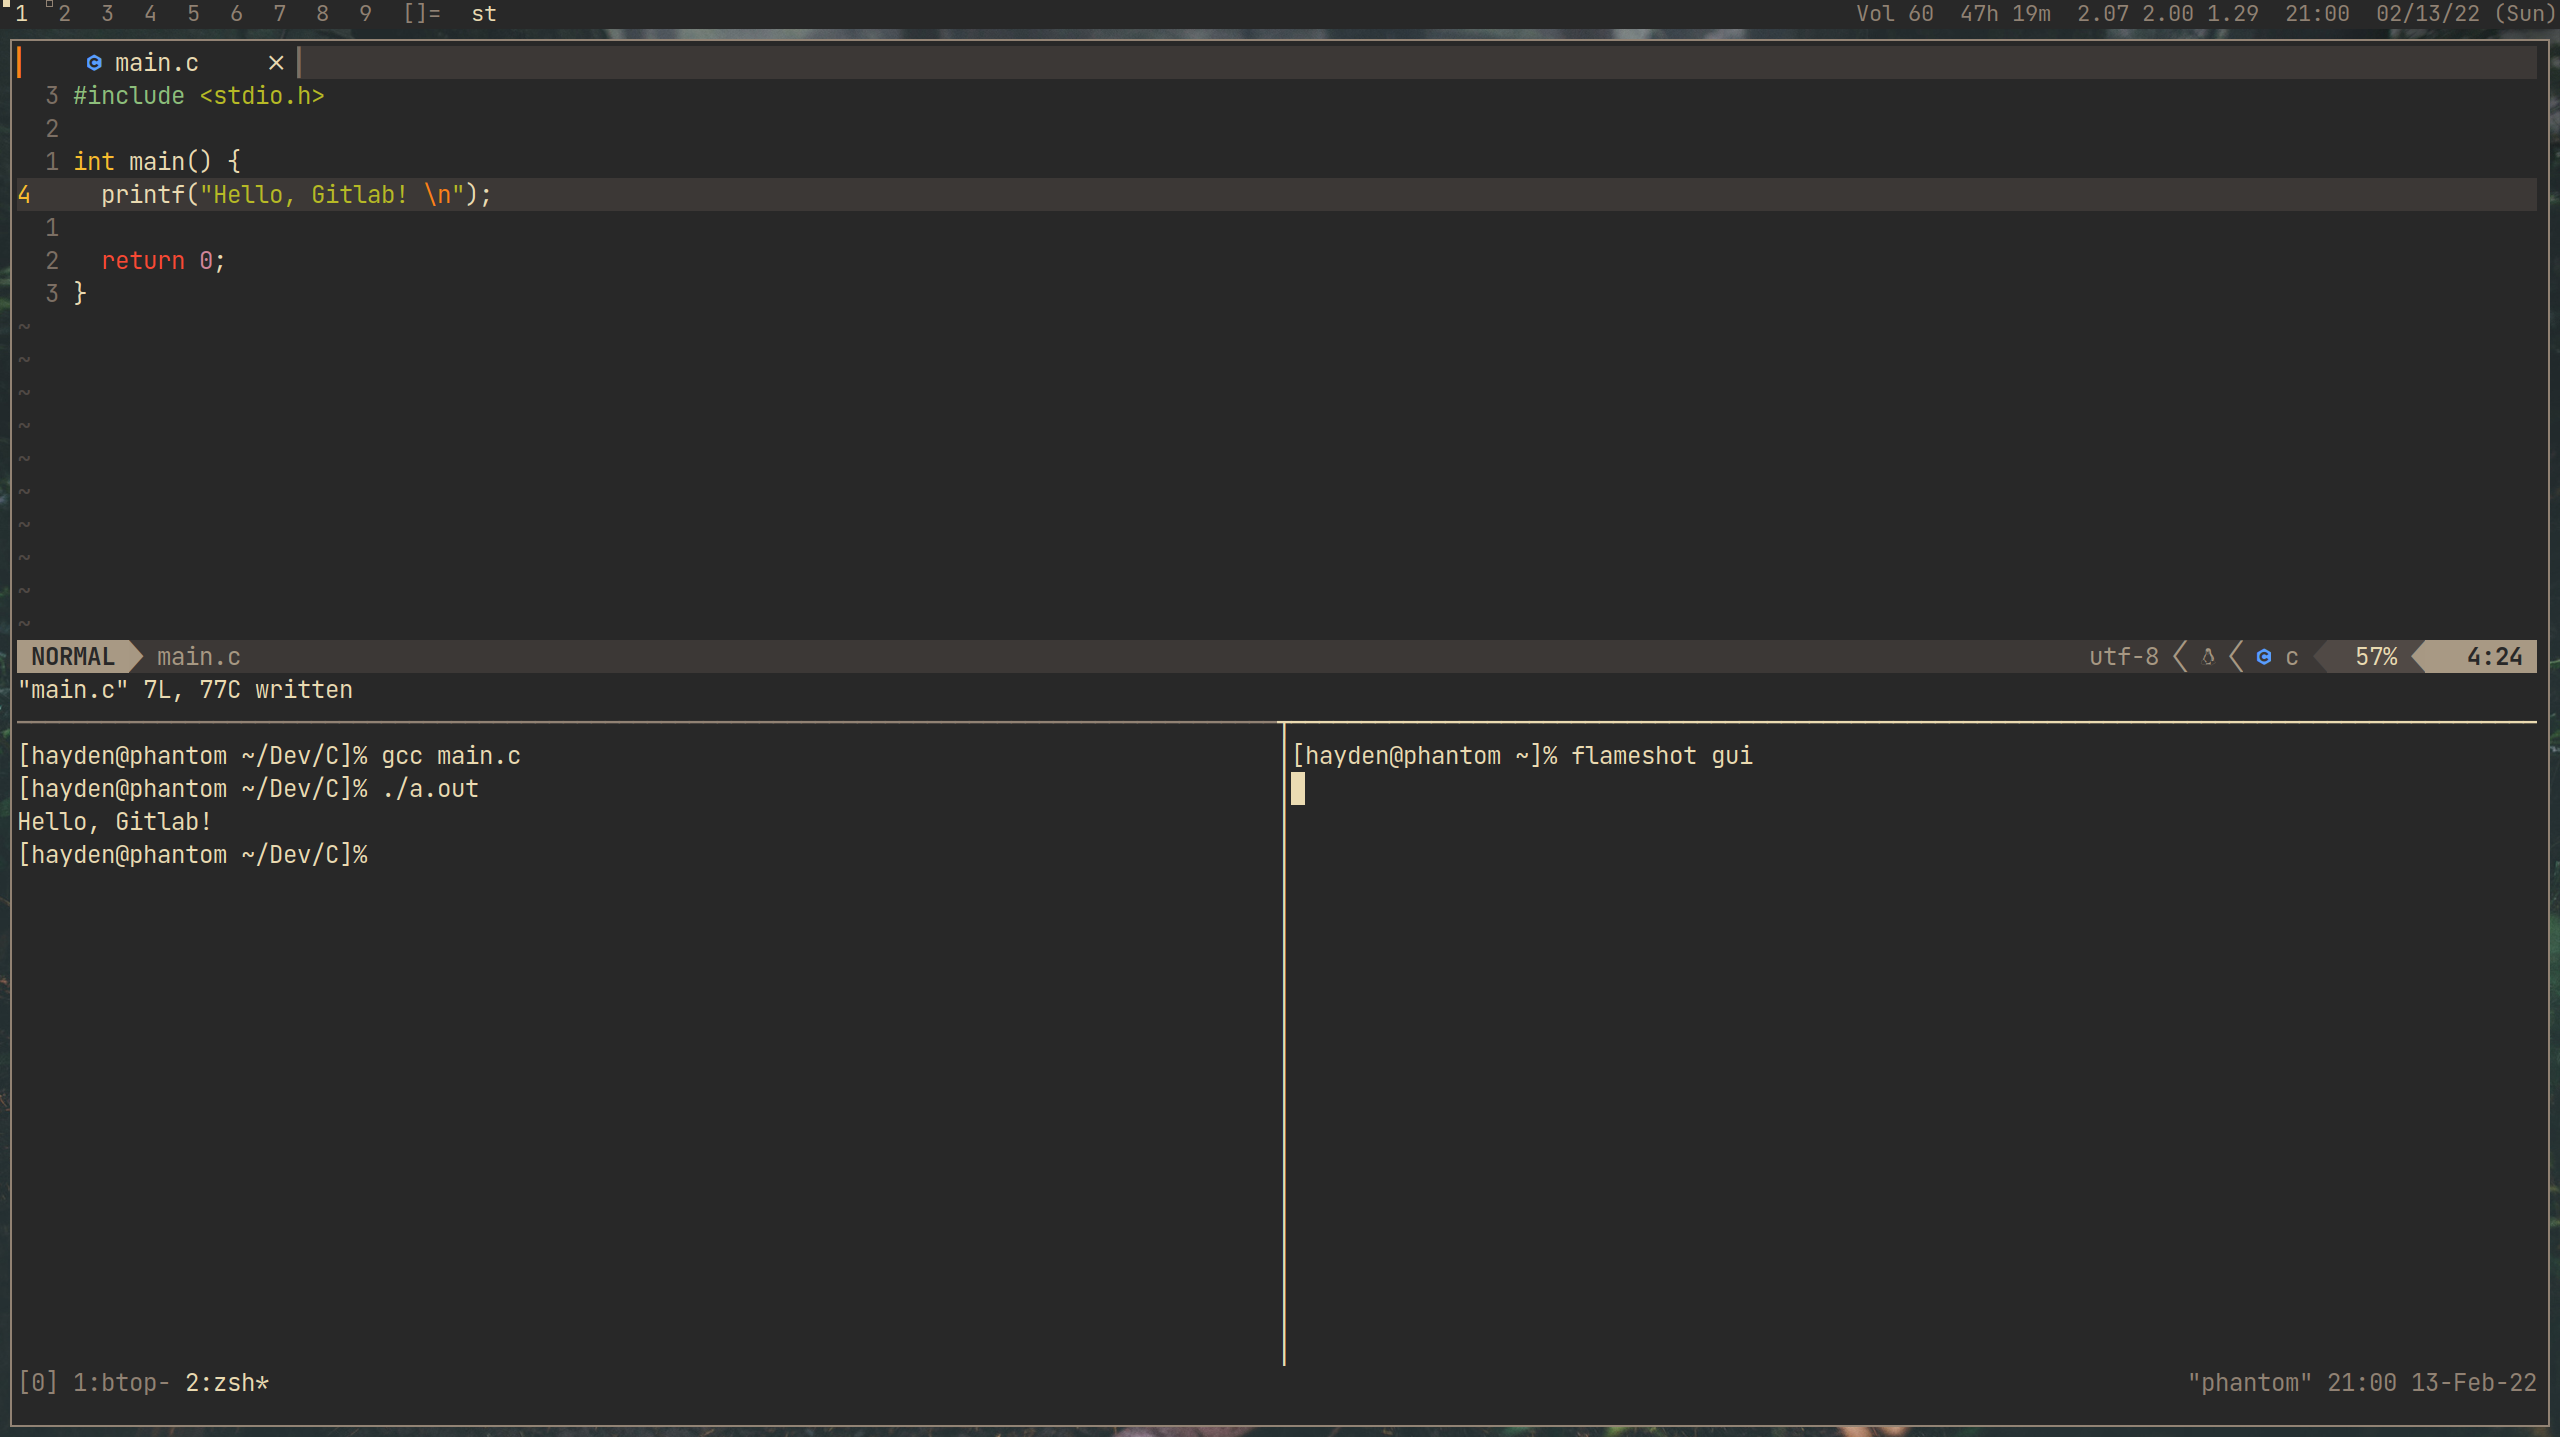 1 2 3 4 5 6 7 8 9 []= st Vol 60 47h 19m 2.07 2.00 1.29 21:00 02/13/22 (Sun)
main.c ×
3 #include <stdio.h>
2
1 int main() {
4 printf("Hello, Gitlab! \n");
1
2 return 0;
3 }
~
~
~
~
~
~
~
~
~
~
NORMAL main.c utf-8 c 57% 4:24
"main.c" 7L, 77C written
[hayden@phantom ~/Dev/C]% gcc main.c
[hayden@phantom ~/Dev/C]% ./a.out
Hello, Gitlab!
[hayden@phantom ~/Dev/C]%
[hayden@phantom ~]% flameshot gui
[0] 1:btop- 2:zsh* "phantom" 21:00 13-Feb-22